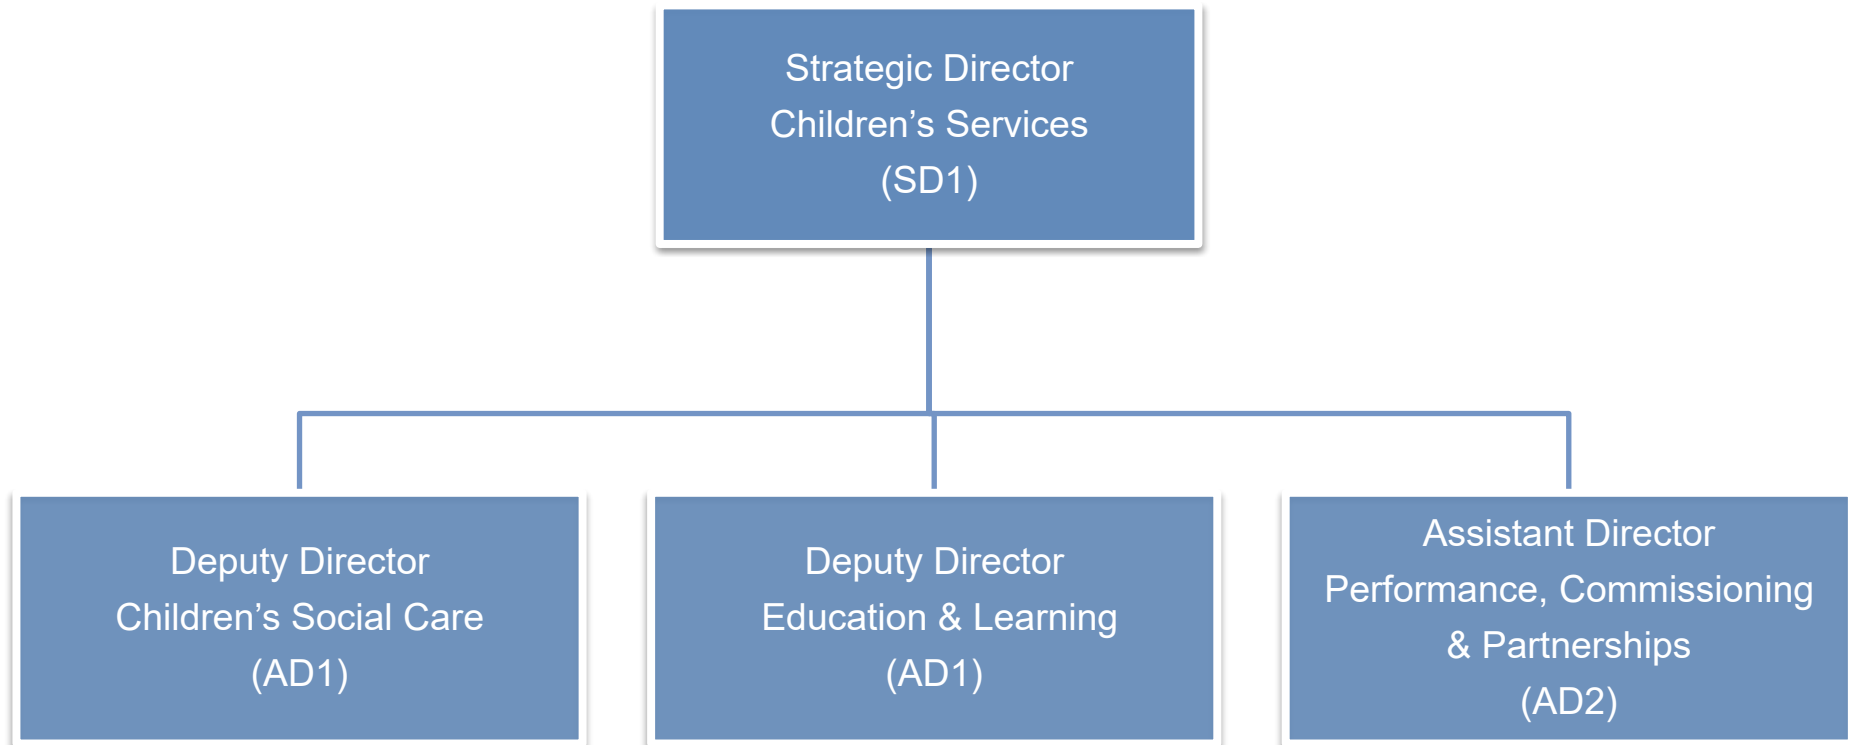 Strategic Director
Children’s Services
(SD1)
Deputy Director
Children’s Social Care
(AD1)
Deputy Director
Education & Learning
(AD1)
Assistant Director
Performance, Commissioning
& Partnerships
(AD2)